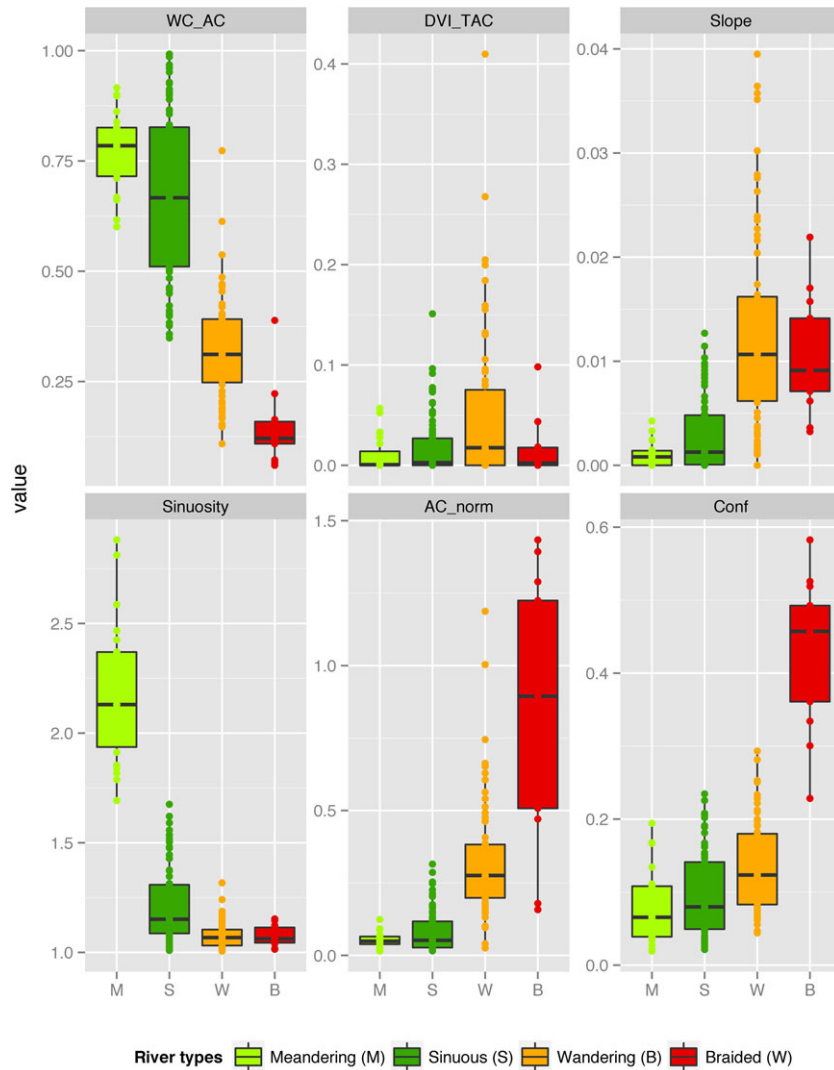 WC_AC
DVI_TAC
Slope
1.00
0.75
0.50
0.25
0.4
0.3
0.2
0.1
0.0
0.04
0.03
0.02
0.01
0.00
value
Sinuosity
AC_norm
Conf
2.5
2.0
1.5
1.0
1.5
1.0
0.5
0.0
0.6
0.4
0.2
0.0
M S W B
M S W B
M S W B
River types Meandering (M) Sinuous (S) Wandering (B) Braided (W)